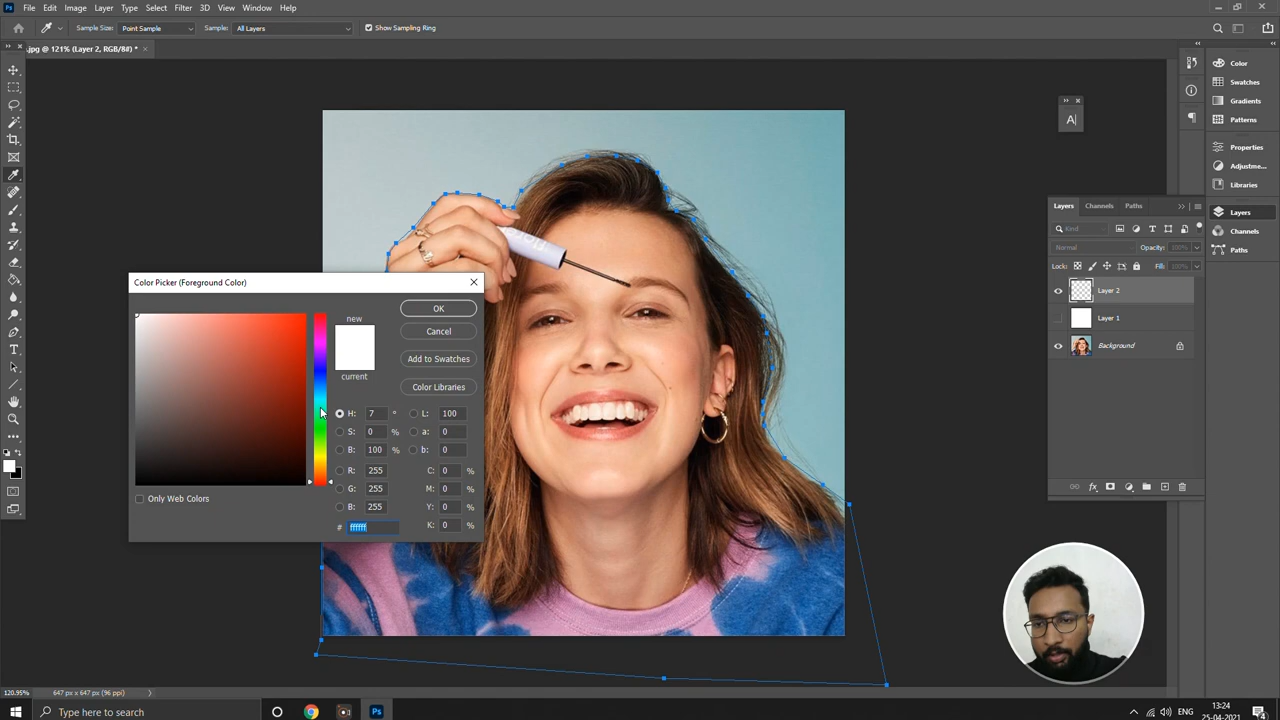 Ps File Edit Image Layer Type Select Filter 3D View Window Help
Sample Size: Point Sample Sample: All Layers Show Sampling Ring
.jpg @ 121% (Layer 2, RGB/8#) * ×
Color
Swatches
Gradients
Patterns
Properties
Adjustme...
Libraries
Layers
Channels
Paths
A|
Layers Channels Paths
Kind
Normal Opacity: 100%
Lock: Fill: 100%
Layer 2
Layer 1
Background
fx
Color Picker (Foreground Color)
new
current
OK
Cancel
Add to Swatches
Color Libraries
H: 7 ° L: 100
S: 0 % a: 0
B: 100 % b: 0
R: 255 C: 0 %
G: 255 M: 0 %
B: 255 Y: 0 %
# ffffff K: 0 %
Only Web Colors
120.95% 647 px x 647 px (96 ppi)
Type here to search
Ps
ENG
13:24
25-04-2021